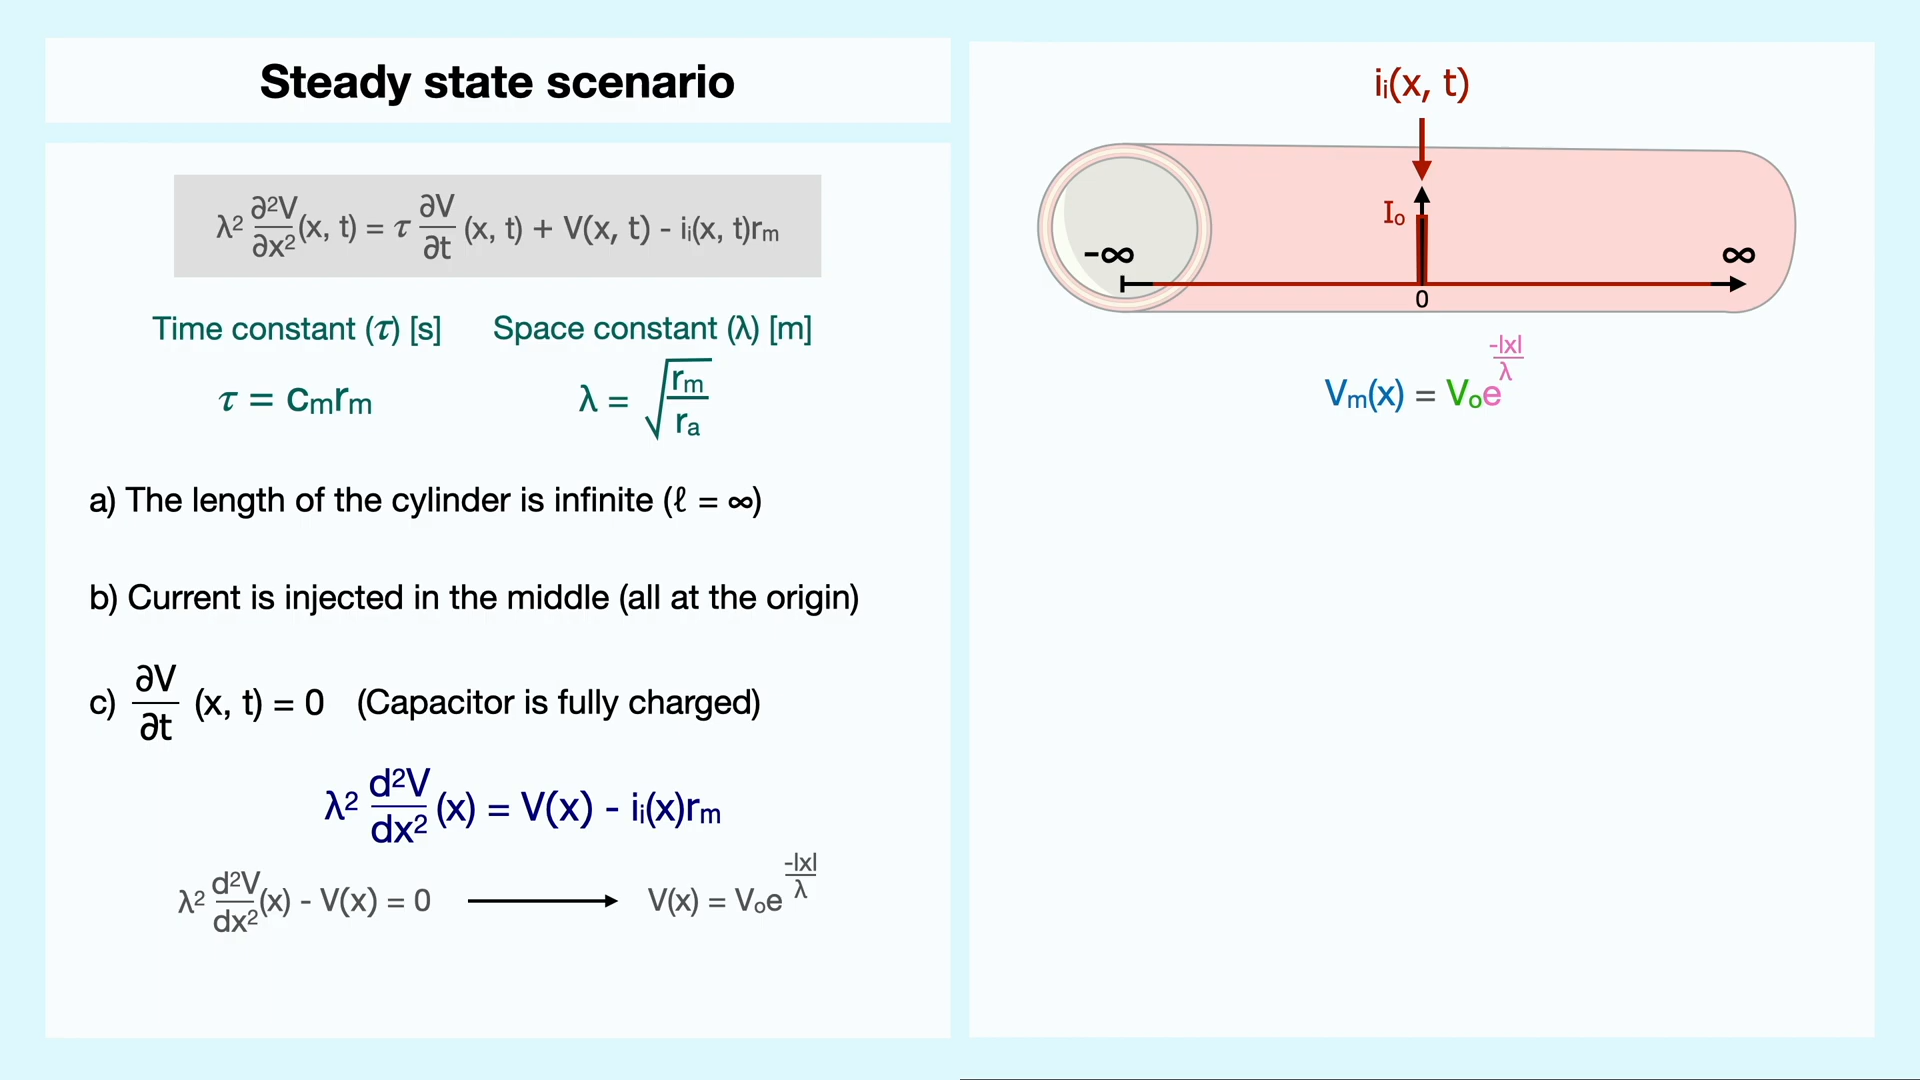 Steady state scenario
λ² ∂²V/∂x² (x, t) = τ ∂V/∂t (x, t) + V(x, t) - iᵢ(x, t)rₘ
Time constant (τ) [s]
Space constant (λ) [m]
τ = cₘrₘ
λ = √(rₘ/rₐ)
a) The length of the cylinder is infinite (ℓ = ∞)
b) Current is injected in the middle (all at the origin)
c) ∂V/∂t (x, t) = 0 (Capacitor is fully charged)
λ² d²V/dx² (x) = V(x) - iᵢ(x)rₘ
λ² d²V/dx² (x) - V(x) = 0
V(x) = Vₒe^(-|x|/λ)
iᵢ(x, t)
Iₒ
-∞
∞
0
Vₘ(x) = Vₒe^(-|x|/λ)